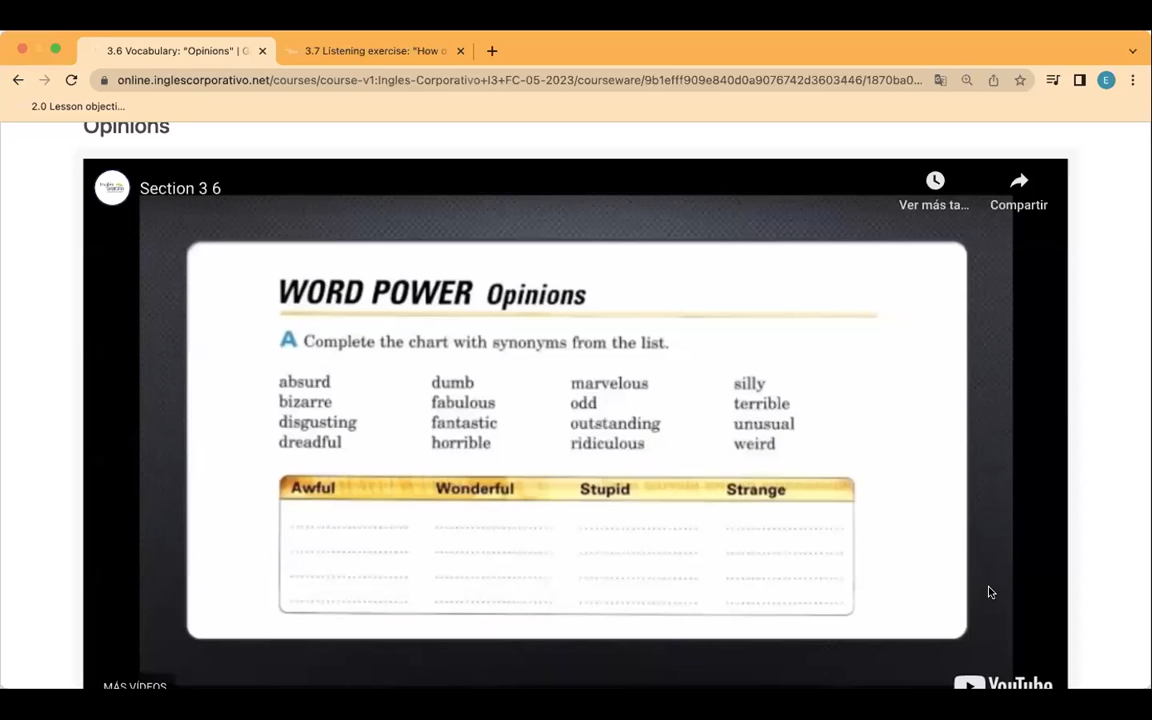 3.6 Vocabulary: "Opinions" | G
3.7 Listening exercise: "How o
online.inglescorporativo.net/courses/course-v1:Ingles-Corporativo+I3+FC-05-2023/courseware/9b1efff909e840d0a9076742d3603446/1870ba0...
E
2.0 Lesson objecti...
Opinions
Section 3 6
Ver más ta...
Compartir
WORD POWER Opinions
A Complete the chart with synonyms from the list.
absurd dumb marvelous silly
bizarre fabulous odd terrible
disgusting fantastic outstanding unusual
dreadful horrible ridiculous weird
Awful Wonderful Stupid Strange
MÁS VÍDEOS
YouTube